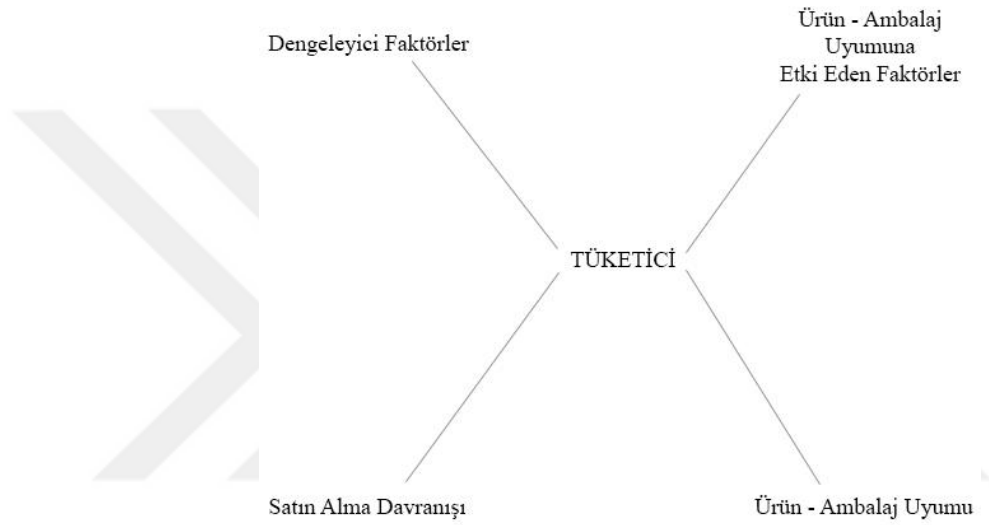 Dengeleyici Faktörler
Ürün - Ambalaj
Uyumuna
Etki Eden Faktörler
TÜKETİCİ
Satın Alma Davranışı
Ürün - Ambalaj Uyumu